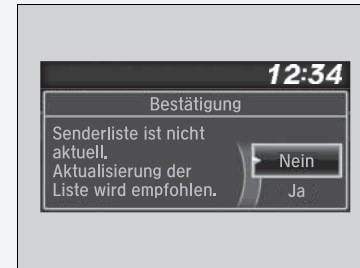 12:34
Bestätigung
Senderliste ist nicht
aktuell.
Aktualisierung der
Liste wird empfohlen.
Nein
Ja